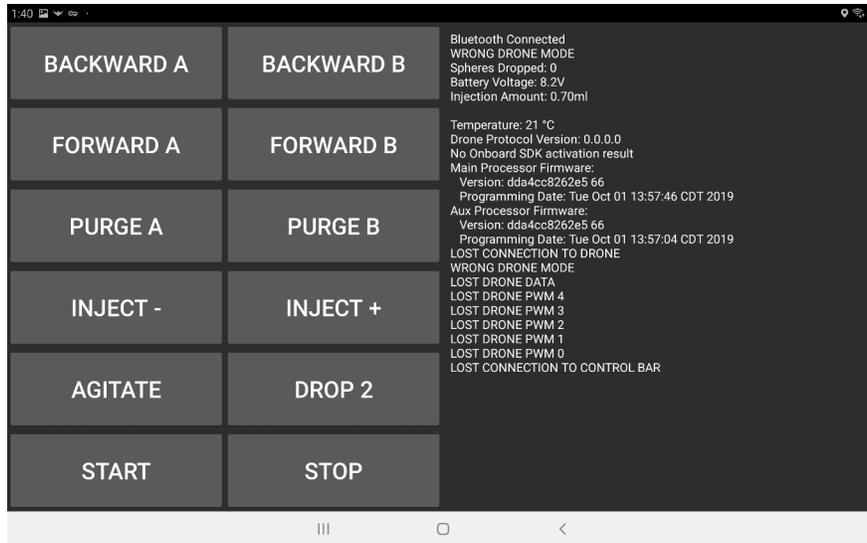 1:40
BACKWARD A
BACKWARD B
FORWARD A
FORWARD B
PURGE A
PURGE B
INJECT -
INJECT +
AGITATE
DROP 2
START
STOP
Bluetooth Connected
WRONG DRONE MODE
Spheres Dropped: 0
Battery Voltage: 8.2V
Injection Amount: 0.70ml
Temperature: 21 °C
Drone Protocol Version: 0.0.0.0
No Onboard SDK activation result
Main Processor Firmware:
Version: dda4cc8262e5 66
Programming Date: Tue Oct 01 13:57:46 CDT 2019
Aux Processor Firmware:
Version: dda4cc8262e5 66
Programming Date: Tue Oct 01 13:57:04 CDT 2019
LOST CONNECTION TO DRONE
WRONG DRONE MODE
LOST DRONE DATA
LOST DRONE PWM 4
LOST DRONE PWM 3
LOST DRONE PWM 2
LOST DRONE PWM 1
LOST DRONE PWM 0
LOST CONNECTION TO CONTROL BAR